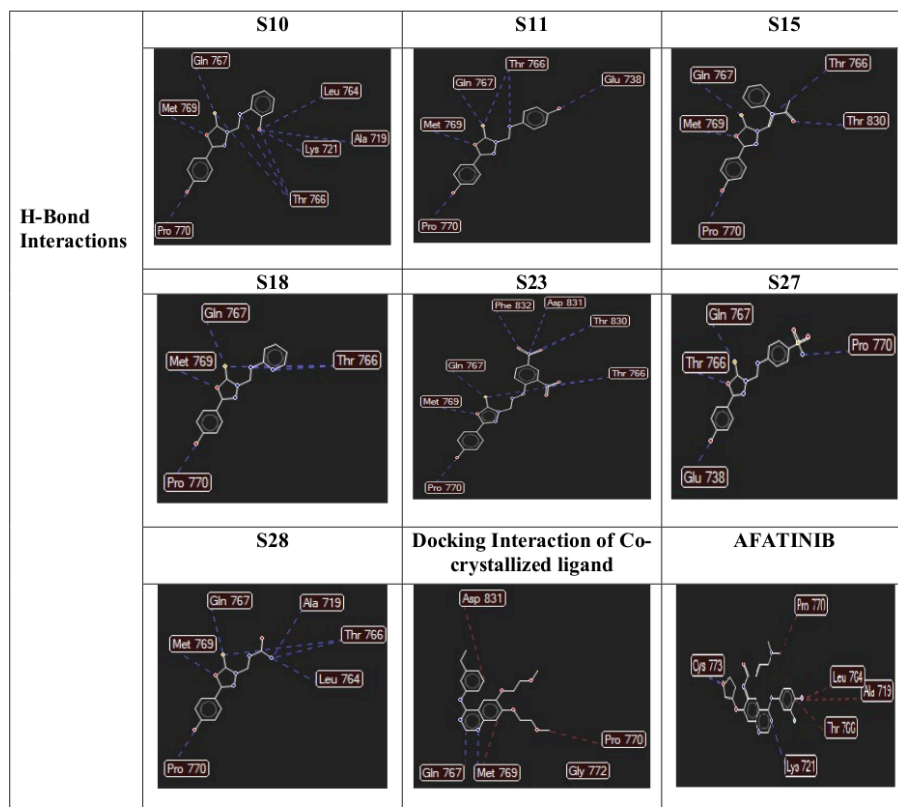 S10
S11
S15
Gln 767
Leu 764
Met 769
Ala 719
Lys 721
Thr 766
Pro 770
Thr 766
Gln 767
Glu 738
Met 769
Pro 770
Thr 766
Gln 767
Met 769
Thr 830
Pro 770
H-Bond
Interactions
S18
S23
S27
Gln 767
Met 769
Thr 766
Pro 770
Phe 832
Asp 831
Thr 830
Gln 767
Thr 766
Met 769
Pro 770
Gln 767
Pro 770
Thr 766
Glu 738
S28
Docking Interaction of Co-
crystallized ligand
AFATINIB
Gln 767
Ala 719
Met 769
Thr 766
Leu 764
Pro 770
Asp 831
Pro 770
Gln 767
Met 769
Gly 772
Pro 770
Cys 773
Leu 764
Ala 719
Thr 766
Lys 721